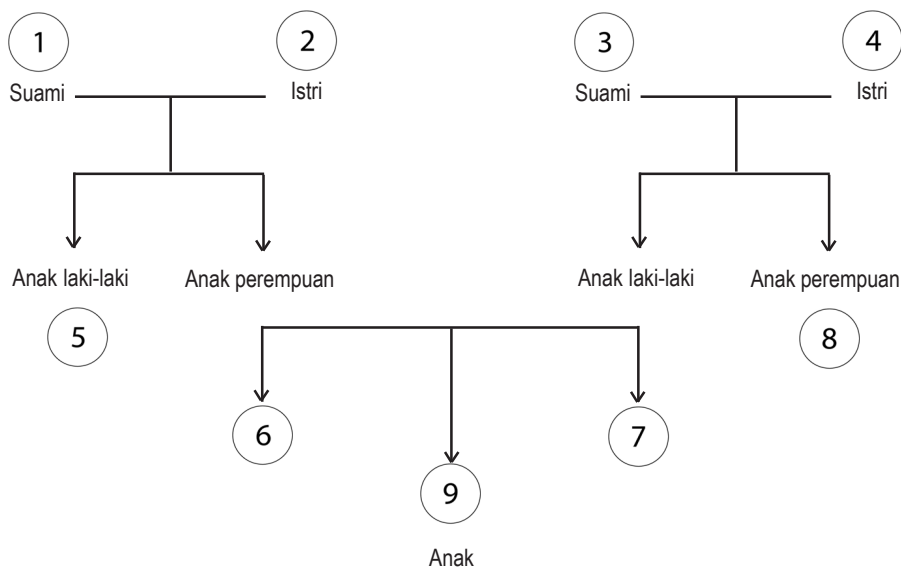 1 2 3 4
Suami Istri Suami Istri
Anak laki-laki Anak perempuan Anak laki-laki Anak perempuan
5 8
6 7
9
Anak